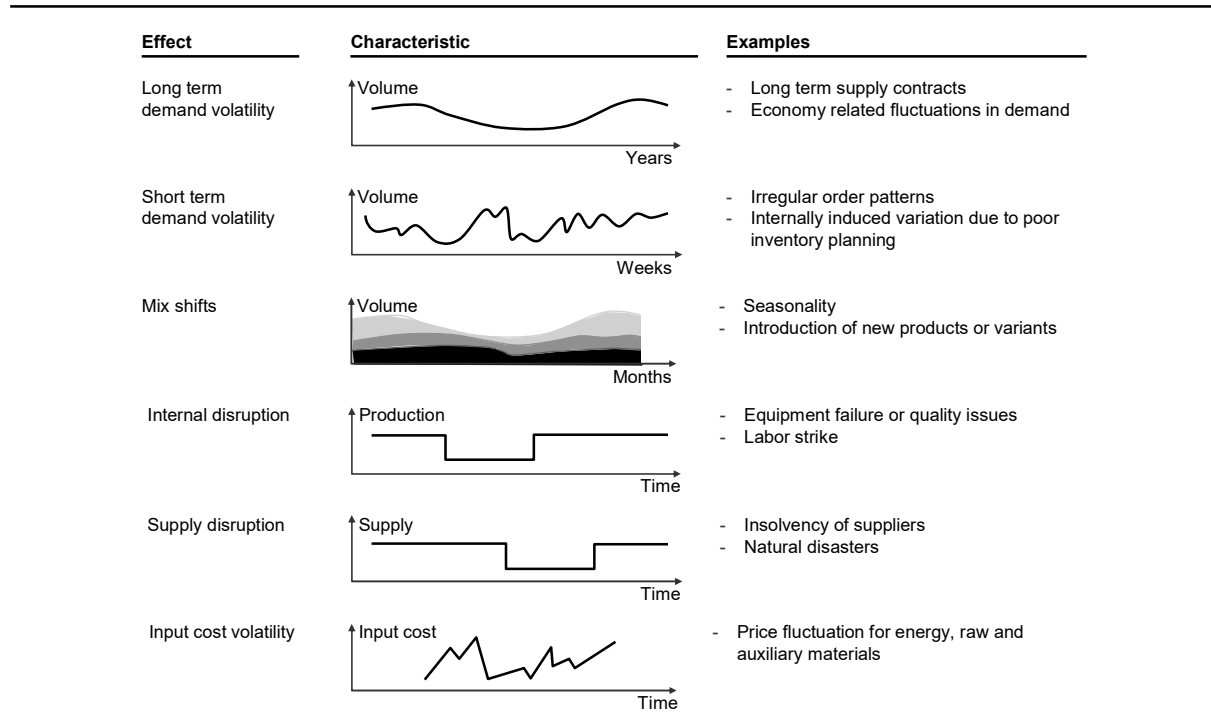 Effect
Characteristic
Examples
Long term
demand volatility
Volume
Years
- Long term supply contracts
- Economy related fluctuations in demand
Short term
demand volatility
Volume
Weeks
- Irregular order patterns
- Internally induced variation due to poor
inventory planning
Mix shifts
Volume
Months
- Seasonality
- Introduction of new products or variants
Internal disruption
Production
Time
- Equipment failure or quality issues
- Labor strike
Supply disruption
Supply
Time
- Insolvency of suppliers
- Natural disasters
Input cost volatility
Input cost
Time
- Price fluctuation for energy, raw and
auxiliary materials